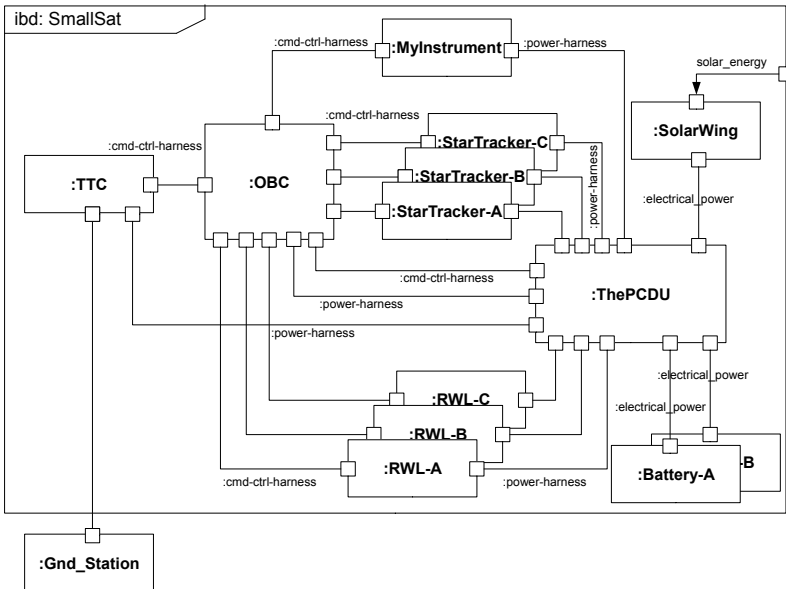 ibd: SmallSat
:cmd-ctrl-harness
:MyInstrument
:power-harness
solar_energy
:cmd-ctrl-harness
:SolarWing
:cmd-ctrl-harness
:StarTracker-C
:TTC
:OBC
:StarTracker-B
:power-harness
:StarTracker-A
:electrical_power
:cmd-ctrl-harness
:ThePCDU
:power-harness
:power-harness
:electrical_power
:RWL-C
:electrical_power
:RWL-B
:RWL-A
-B
:Battery-A
:cmd-ctrl-harness
:power-harness
:Gnd_Station